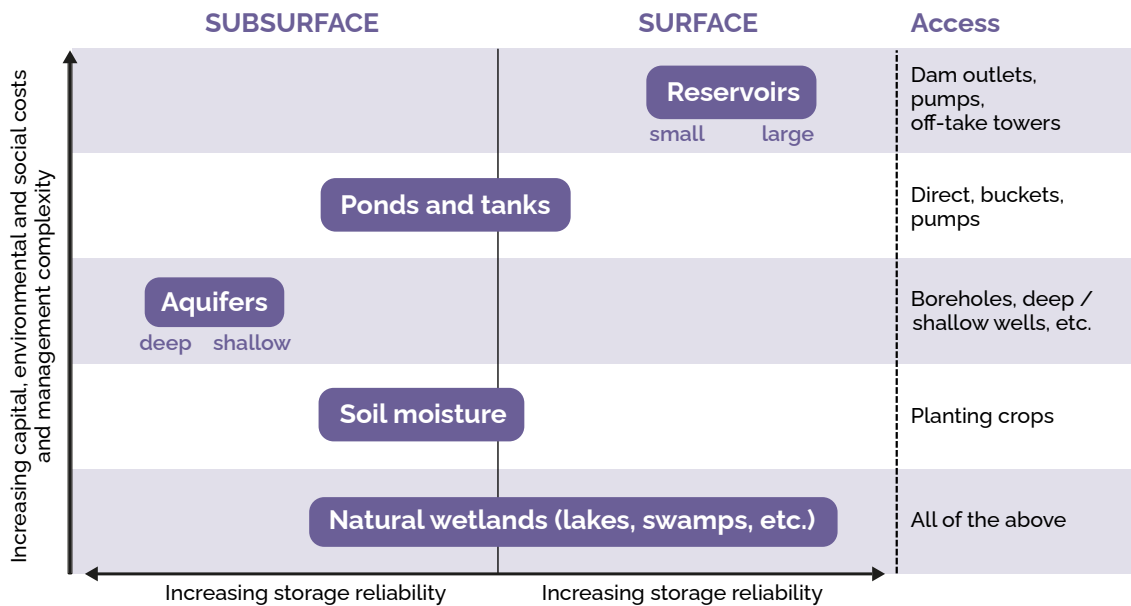 SUBSURFACE
SURFACE
Access
Increasing capital, environmental and social costs
and management complexity
Reservoirs
small
large
Dam outlets,
pumps,
off-take towers
Ponds and tanks
Direct, buckets,
pumps
Aquifers
deep
shallow
Boreholes, deep /
shallow wells, etc.
Soil moisture
Planting crops
Natural wetlands (lakes, swamps, etc.)
All of the above
Increasing storage reliability
Increasing storage reliability